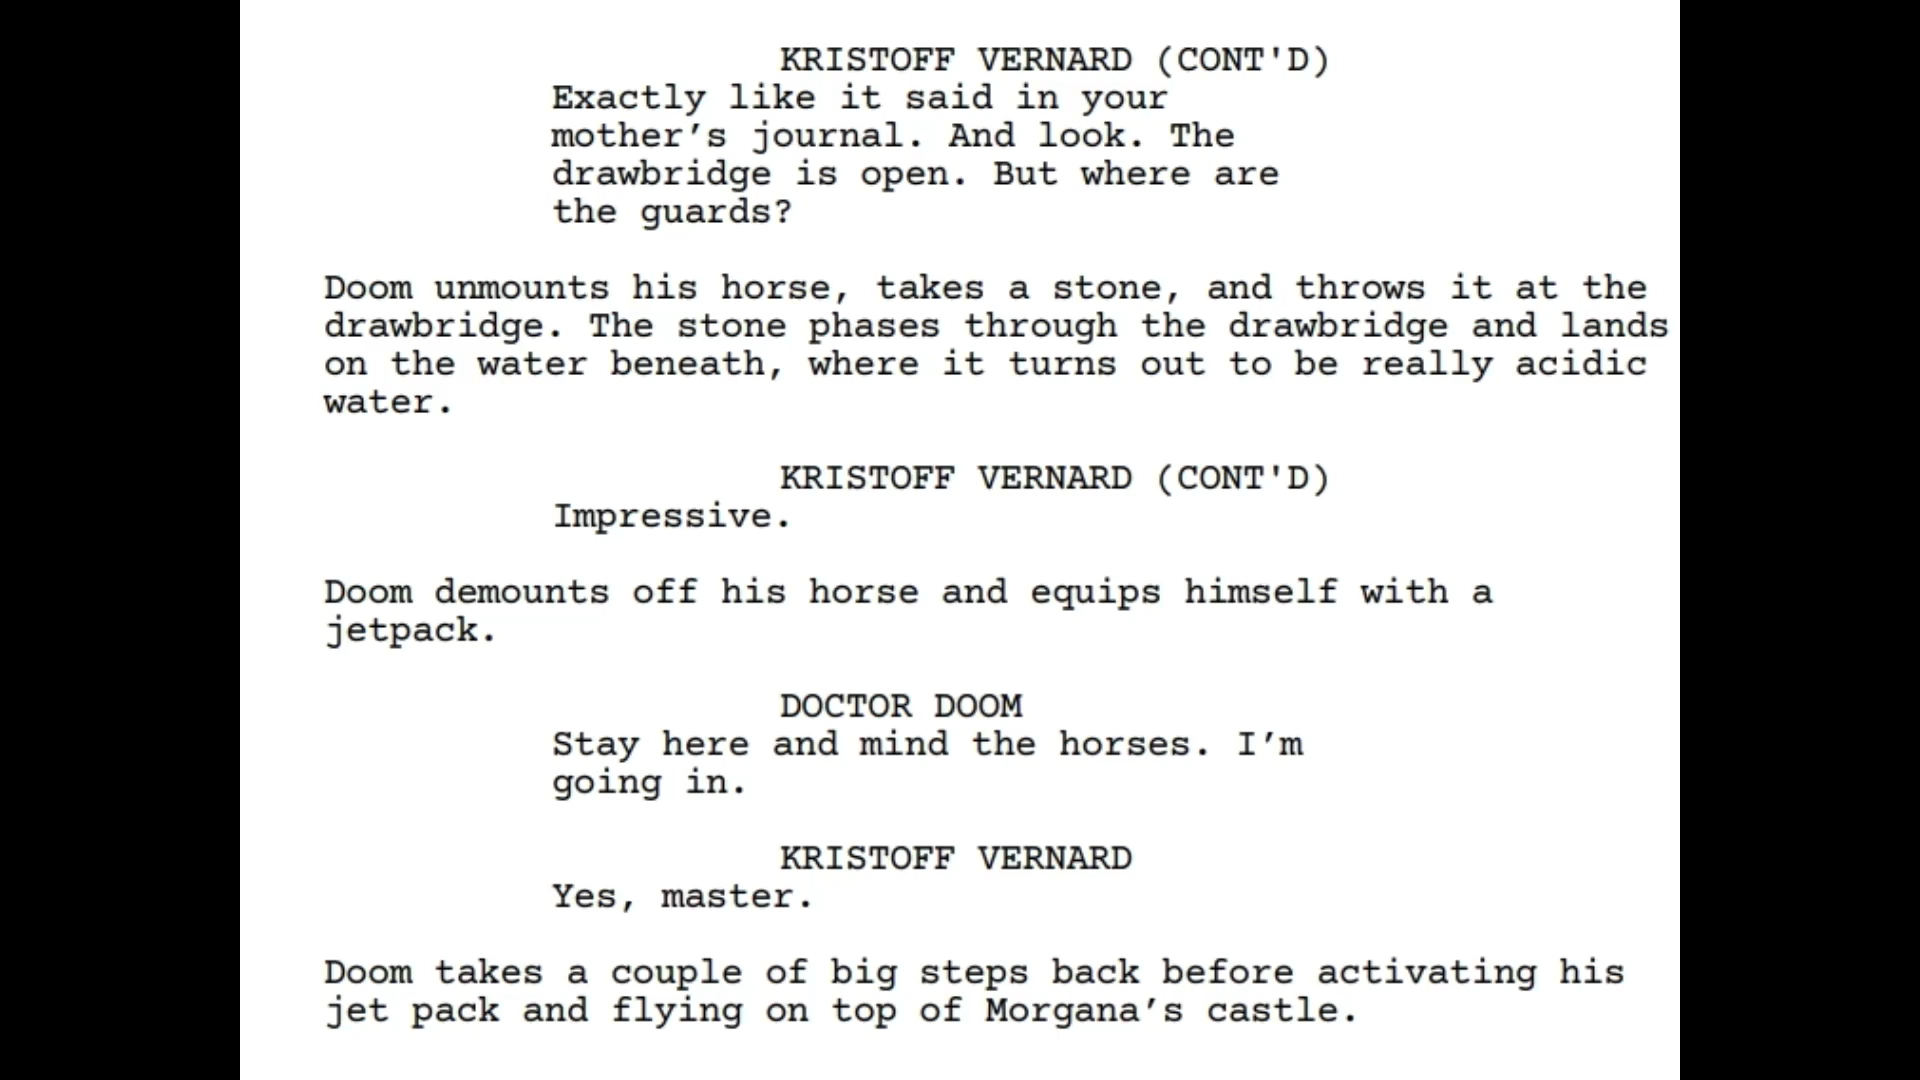 KRISTOFF VERNARD (CONT'D)
Exactly like it said in your
mother’s journal. And look. The
drawbridge is open. But where are
the guards?
Doom unmounts his horse, takes a stone, and throws it at the
drawbridge. The stone phases through the drawbridge and lands
on the water beneath, where it turns out to be really acidic
water.
KRISTOFF VERNARD (CONT'D)
Impressive.
Doom demounts off his horse and equips himself with a
jetpack.
DOCTOR DOOM
Stay here and mind the horses. I’m
going in.
KRISTOFF VERNARD
Yes, master.
Doom takes a couple of big steps back before activating his
jet pack and flying on top of Morgana’s castle.